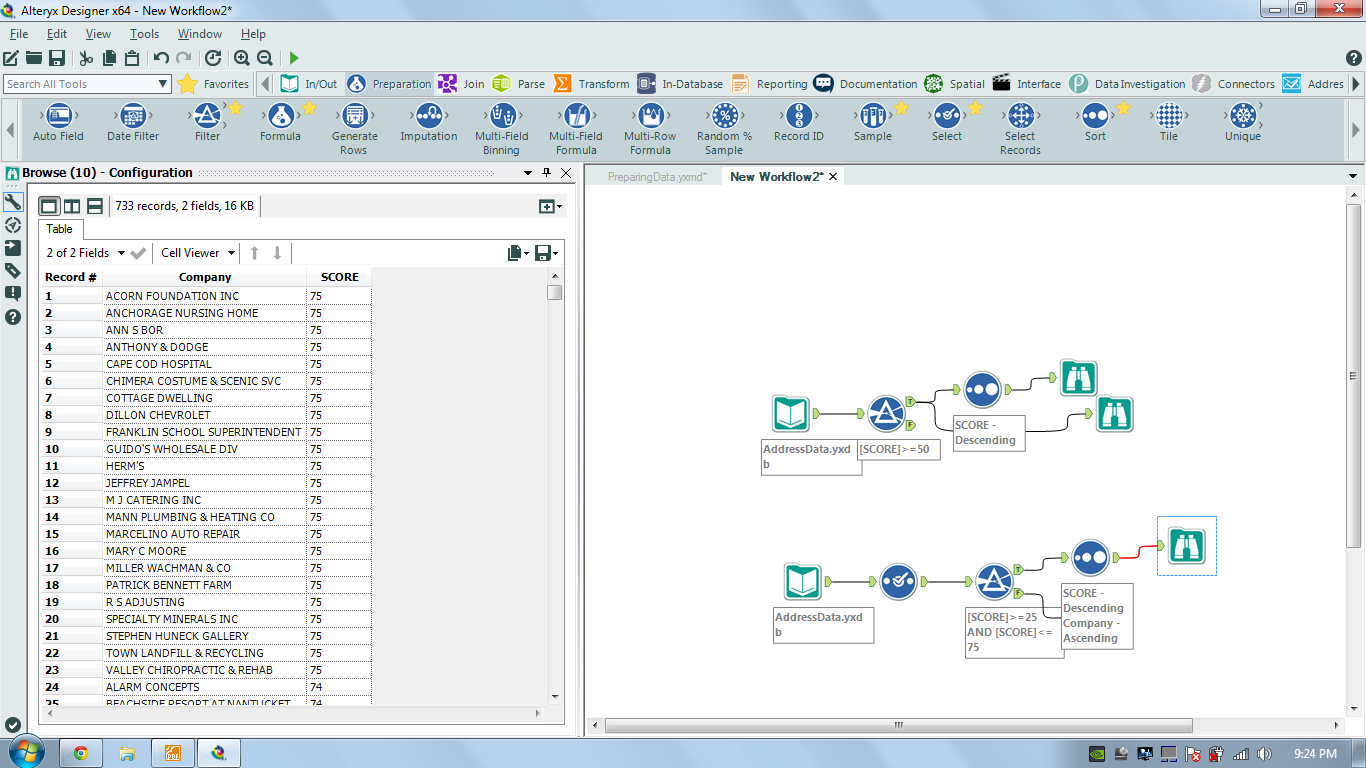 Alteryx Designer x64 - New Workflow2*
File Edit View Tools Window Help
Search All Tools Favorites In/Out Preparation Join Parse Transform In-Database Reporting Documentation Spatial Interface Data Investigation Connectors Addres
Auto Field Date Filter Filter Formula Generate Rows Imputation Multi-Field Binning Multi-Field Formula Multi-Row Formula Random % Sample Record ID Sample Select Select Records Sort Tile Unique
Browse (10) - Configuration
733 records, 2 fields, 16 KB
Table
2 of 2 Fields Cell Viewer
Record # Company SCORE
1 ACORN FOUNDATION INC 75
2 ANCHORAGE NURSING HOME 75
3 ANN S BOR 75
4 ANTHONY & DODGE 75
5 CAPE COD HOSPITAL 75
6 CHIMERA COSTUME & SCENIC SVC 75
7 COTTAGE DWELLING 75
8 DILLON CHEVROLET 75
9 FRANKLIN SCHOOL SUPERINTENDENT 75
10 GUIDO'S WHOLESALE DIV 75
11 HERM'S 75
12 JEFFREY JAMPEL 75
13 M J CATERING INC 75
14 MANN PLUMBING & HEATING CO 75
15 MARCELINO AUTO REPAIR 75
16 MARY C MOORE 75
17 MILLER WACHMAN & CO 75
18 PATRICK BENNETT FARM 75
19 R S ADJUSTING 75
20 SPECIALTY MINERALS INC 75
21 STEPHEN HUNECK GALLERY 75
22 TOWN LANDFILL & RECYCLING 75
23 VALLEY CHIROPRACTIC & REHAB 75
24 ALARM CONCEPTS 74
25 BEACHSIDE RESORT AT NANTUCKET 74
PreparingData.yxmd* New Workflow2*
T
F
AddressData.yxd
b
[SCORE]>=50
SCORE -
Descending
T
F
AddressData.yxd
b
[SCORE]>=25
AND [SCORE]<=
75
SCORE -
Descending
Company -
Ascending
PDF
9:24 PM